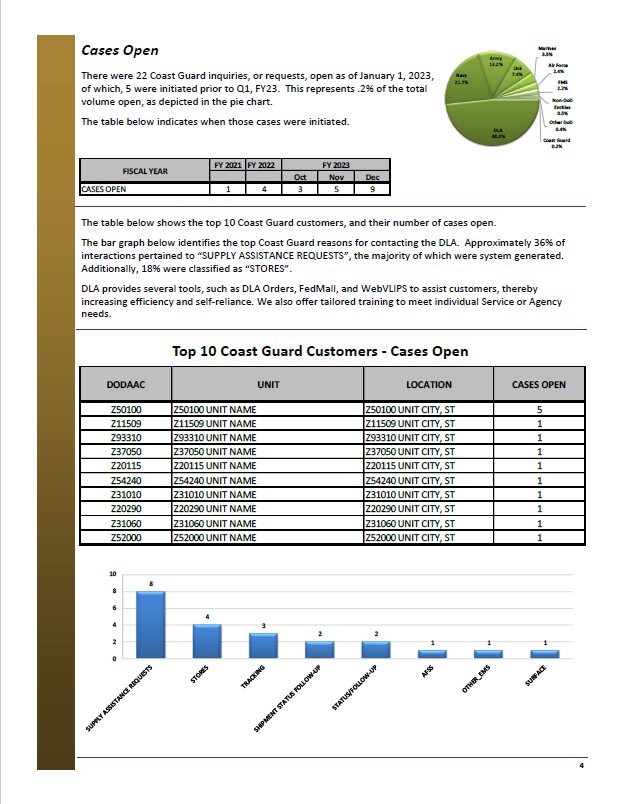 Cases Open
There were 22 Coast Guard inquiries, or requests, open as of January 1, 2023,
of which, 5 were initiated prior to Q1, FY23.  This represents .2% of the total
volume open, as depicted in the pie chart.
The table below indicates when those cases were initiated.
Marines
3.5%
Air Force
2.4%
FMS
2.2%
Non-DoD
Entities
0.5%
Other DoD
0.4%
Coast Guard
0.2%
Army
Unk
7.4%
Navy
21.7%
DLA
FISCAL YEAR FY 2021 FY 2022 FY 2023
Oct Nov Dec
CASES OPEN 1 4 3 5 9
The table below shows the top 10 Coast Guard customers, and their number of cases open.
The bar graph below identifies the top Coast Guard reasons for contacting the DLA.  Approximately 36% of
interactions pertained to “SUPPLY ASSISTANCE REQUESTS”, the majority of which were system generated.
Additionally, 18% were classified as “STORES”.
DLA provides several tools, such as DLA Orders, FedMall, and WebVLIPS to assist customers, thereby
increasing efficiency and self-reliance. We also offer tailored training to meet individual Service or Agency
needs.
Top 10 Coast Guard Customers - Cases Open
DODAAC UNIT LOCATION CASES OPEN
Z50100 Z50100 UNIT NAME Z50100 UNIT CITY, ST 5
Z11509 Z11509 UNIT NAME Z11509 UNIT CITY, ST 1
Z93310 Z93310 UNIT NAME Z93310 UNIT CITY, ST 1
Z37050 Z37050 UNIT NAME Z37050 UNIT CITY, ST 1
Z20115 Z20115 UNIT NAME Z20115 UNIT CITY, ST 1
Z54240 Z54240 UNIT NAME Z54240 UNIT CITY, ST 1
Z31010 Z31010 UNIT NAME Z31010 UNIT CITY, ST 1
Z20290 Z20290 UNIT NAME Z20290 UNIT CITY, ST 1
Z31060 Z31060 UNIT NAME Z31060 UNIT CITY, ST 1
Z52000 Z52000 UNIT NAME Z52000 UNIT CITY, ST 1
10
8
6
4
2
0
8
4
3
2
2
1
1
1
SUPPLY ASSISTANCE REQUESTS
STORES
TRACKING
SHIPMENT STATUS FOLLOW-UP
STATUS/FOLLOW-UP
AFSS
OTHER_EMS
SURFACE
4